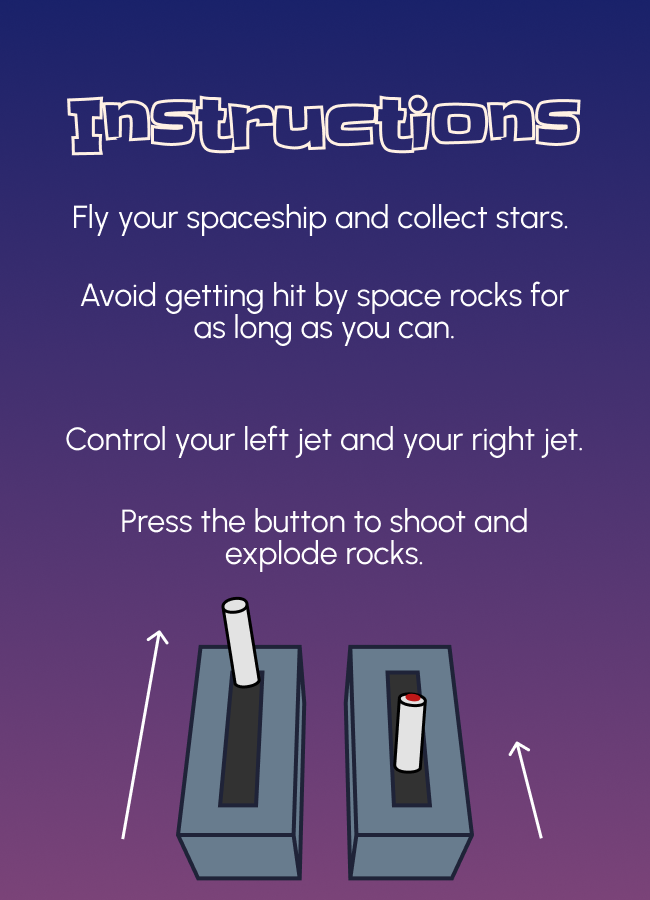 Instructions
Fly your spaceship and collect stars.
Avoid getting hit by space rocks for
as long as you can.
Control your left jet and your right jet.
Press the button to shoot and
explode rocks.